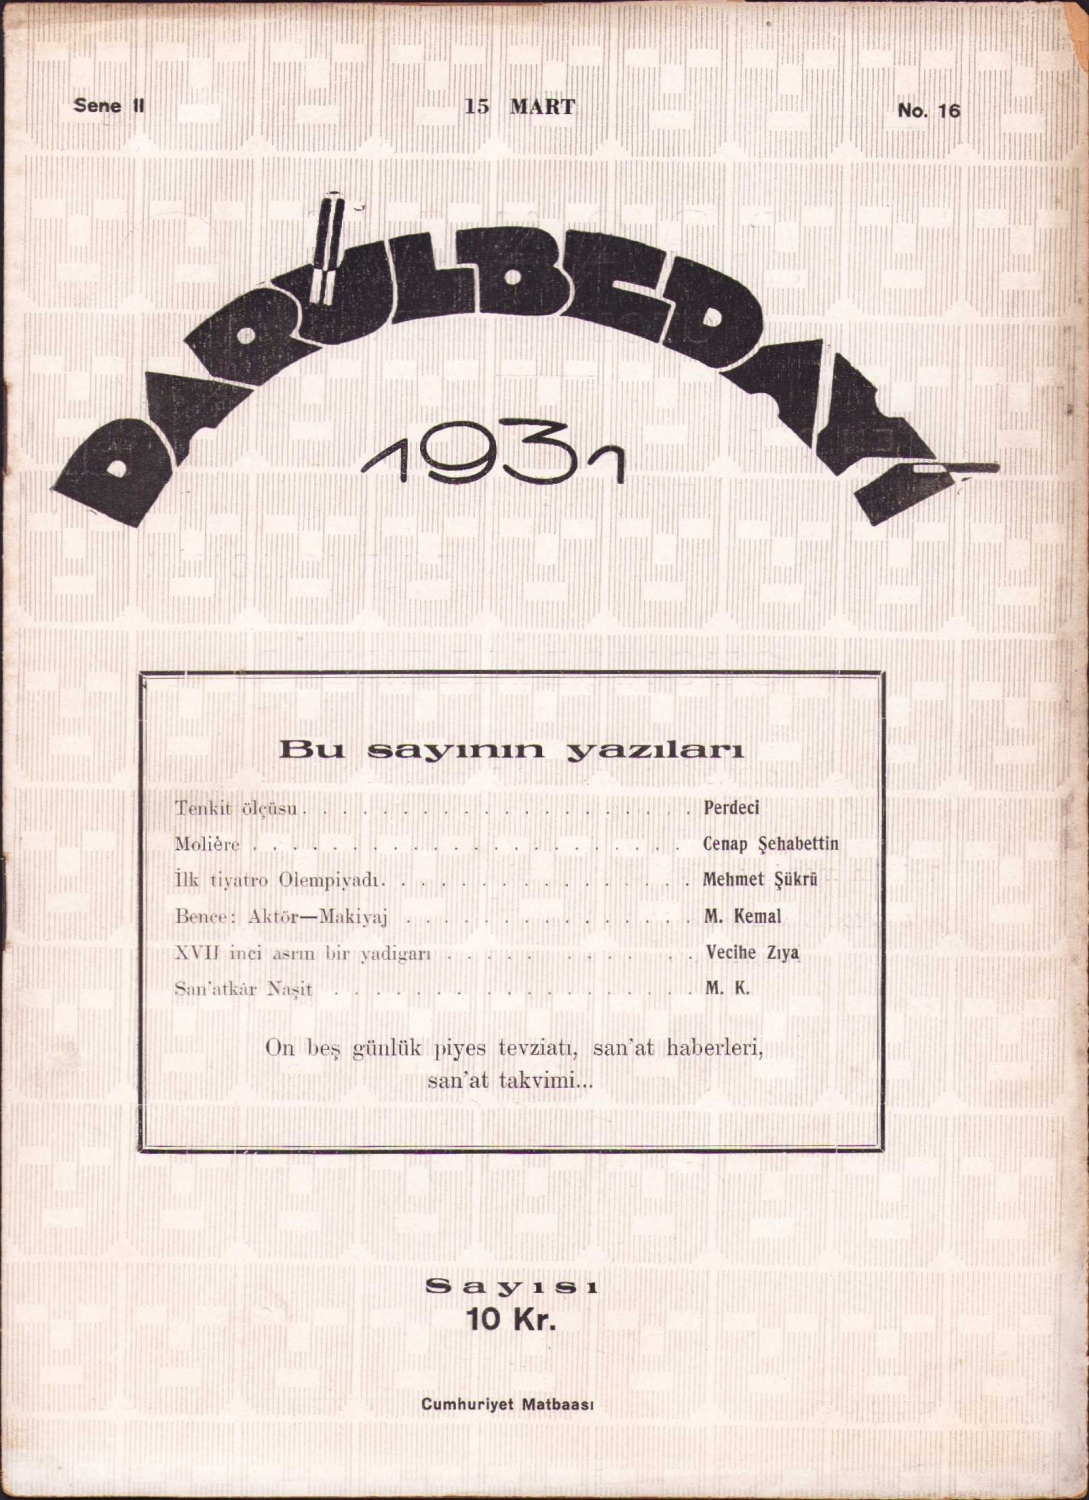 Sene II 15 MART No. 16
DARÜLBEDAYİ
1931
Bu sayının yazıları
Tenkit ölçüsu . . . . . . . . . . . . . . . . . . . . Perdeci
Molière . . . . . . . . . . . . . . . . . . . . . . Cenap Şehabettin
İlk tiyatro Olempiyadı. . . . . . . . . . . . . . . . Mehmet Şükrü
Bence: Aktör—Makiyaj . . . . . . . . . . . . . . . M. Kemal
XVII inci asrın bir yadigarı . . . . . . . . . . . Vecihe Zıya
San'atkâr Naşit . . . . . . . . . . . . . . . . . . M. K.
On beş günlük piyes tevziatı, san'at haberleri,
san'at takvimi...
Sayısı
10 Kr.
Cumhuriyet Matbaası